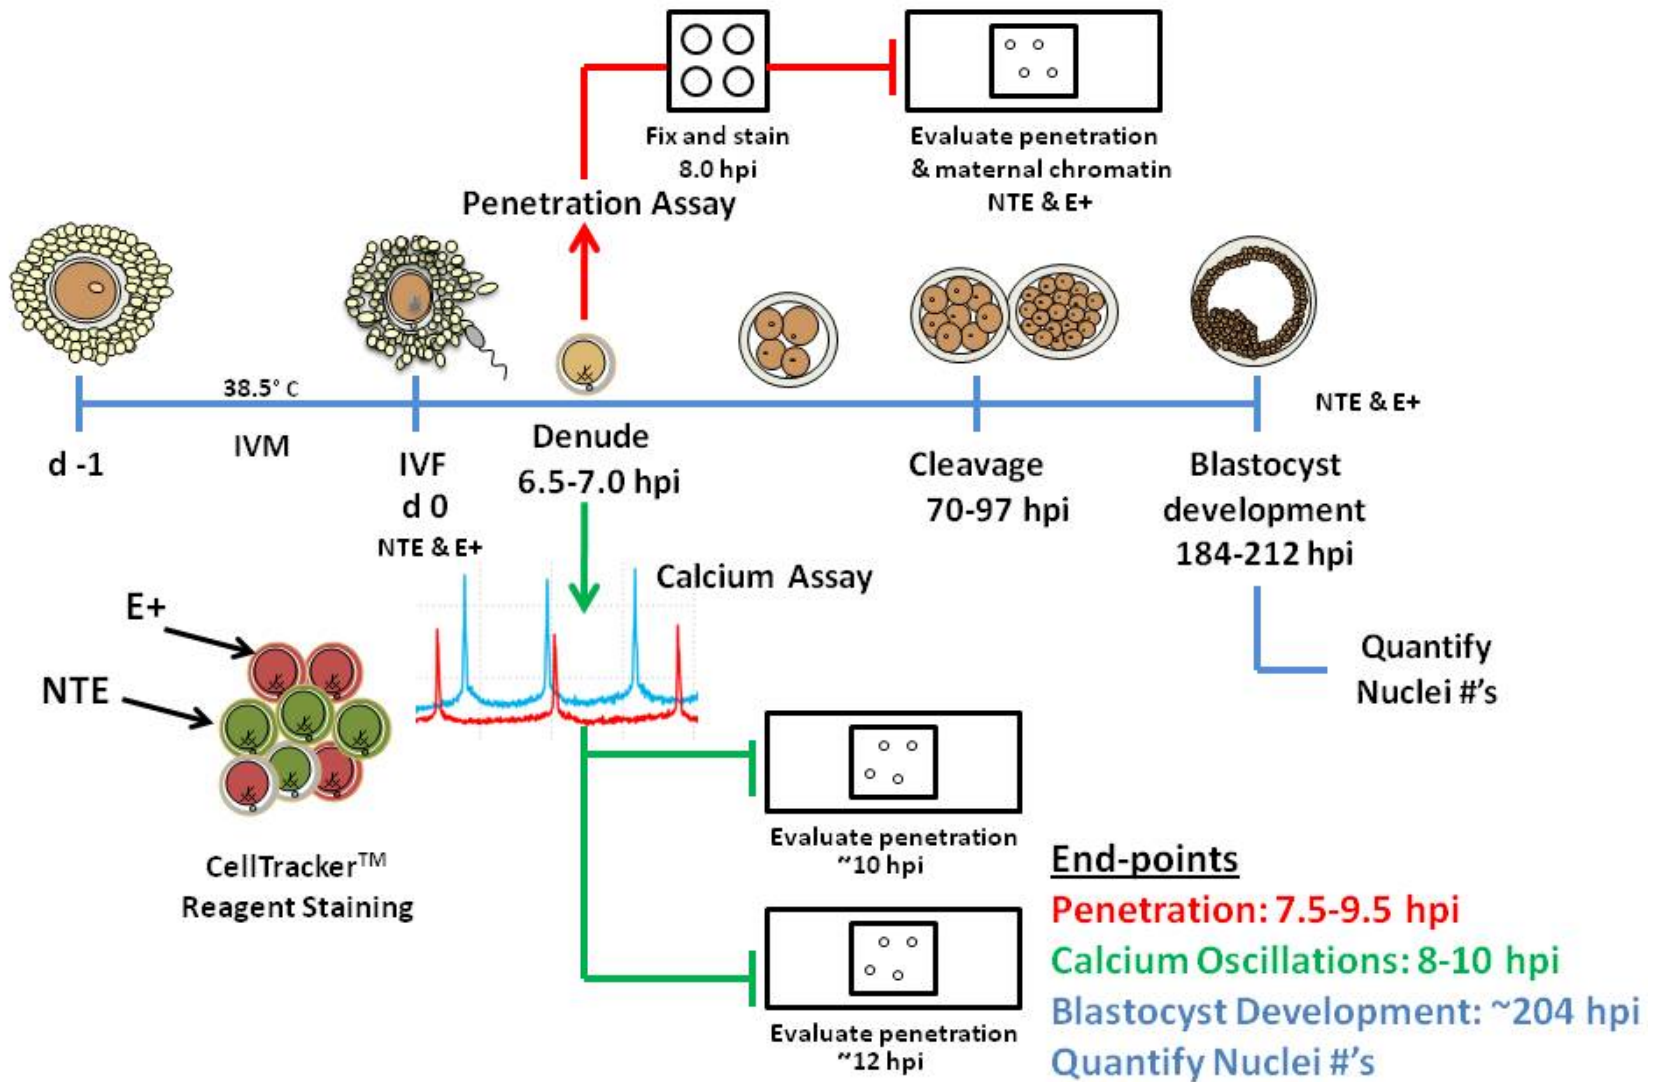 Fix and stain
8.0 hpi
Evaluate penetration
& maternal chromatin
NTE & E+
Penetration Assay
38.5° C
IVM
d -1
IVF
d 0
NTE & E+
Denude
6.5-7.0 hpi
Cleavage
70-97 hpi
Blastocyst
development
184-212 hpi
NTE & E+
Calcium Assay
E+
NTE
Quantify
Nuclei #'s
CellTracker™
Reagent Staining
Evaluate penetration
~10 hpi
Evaluate penetration
~12 hpi
End-points
Penetration: 7.5-9.5 hpi
Calcium Oscillations: 8-10 hpi
Blastocyst Development: ~204 hpi
Quantify Nuclei #'s